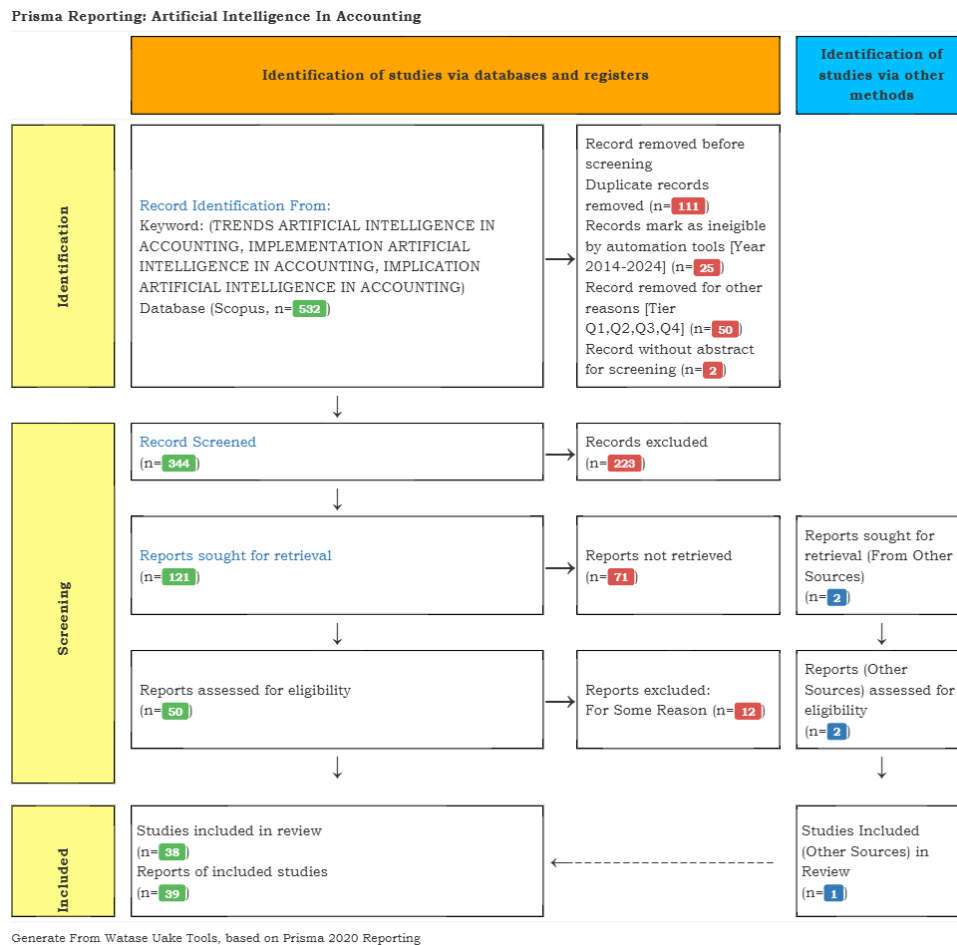 Prisma Reporting: Artificial Intelligence In Accounting
Identification of studies via databases and registers
Identification of
studies via other
methods
Identification
Record Identification From:
Keyword: (TRENDS ARTIFICIAL INTELLIGENCE IN
ACCOUNTING, IMPLEMENTATION ARTIFICIAL
INTELLIGENCE IN ACCOUNTING, IMPLICATION
ARTIFICIAL INTELLIGENCE IN ACCOUNTING)
Database (Scopus, n=532)
Record removed before
screening
Duplicate records
removed (n=111)
Records mark as ineigible
by automation tools [Year
2014-2024] (n=25)
Record removed for other
reasons [Tier
Q1,Q2,Q3,Q4] (n=50)
Record without abstract
for screening (n=2)
Screening
Record Screened
(n=344)
Records excluded
(n=223)
Reports sought for retrieval
(n=121)
Reports not retrieved
(n=71)
Reports sought for
retrieval (From Other
Sources)
(n=2)
Reports assessed for eligibility
(n=50)
Reports excluded:
For Some Reason (n=12)
Reports (Other
Sources) assessed for
eligibility
(n=2)
Included
Studies included in review
(n=38)
Reports of included studies
(n=39)
Studies Included
(Other Sources) in
Review
(n=1)
Generate From Watase Uake Tools, based on Prisma 2020 Reporting